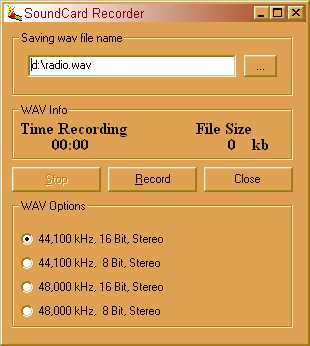 SoundCard Recorder
Saving wav file name
d:\radio.wav
...
WAV Info
Time Recording File Size
00:00 0 kb
Stop Record Close
WAV Options
44,100 kHz, 16 Bit, Stereo
44,100 kHz, 8 Bit, Stereo
48,000 kHz, 16 Bit, Stereo
48,000 kHz, 8 Bit, Stereo